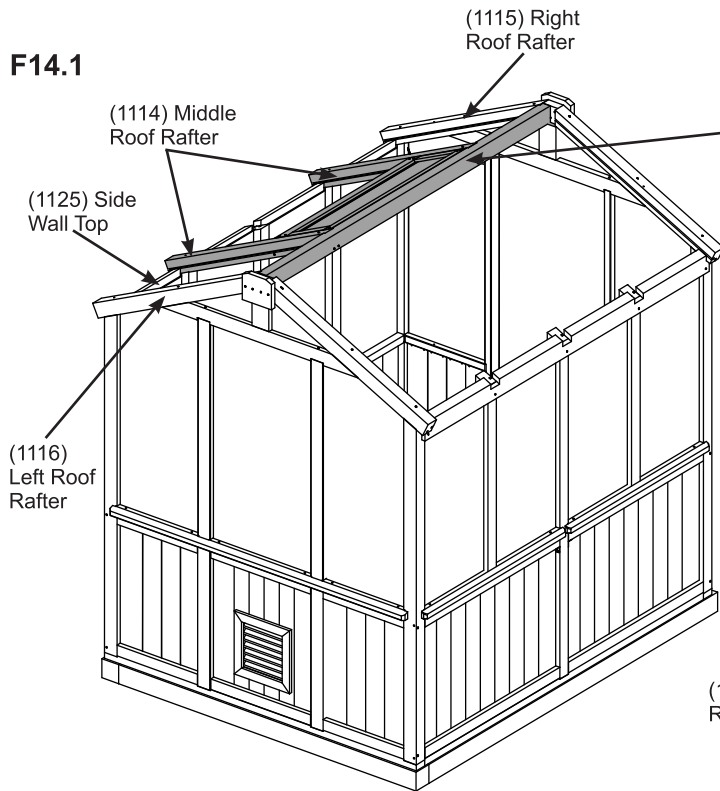 F14.1
(1115) Right
Roof Rafter
(1114) Middle
Roof Rafter
(1125) Side
Wall Top
(1116)
Left Roof
Rafter